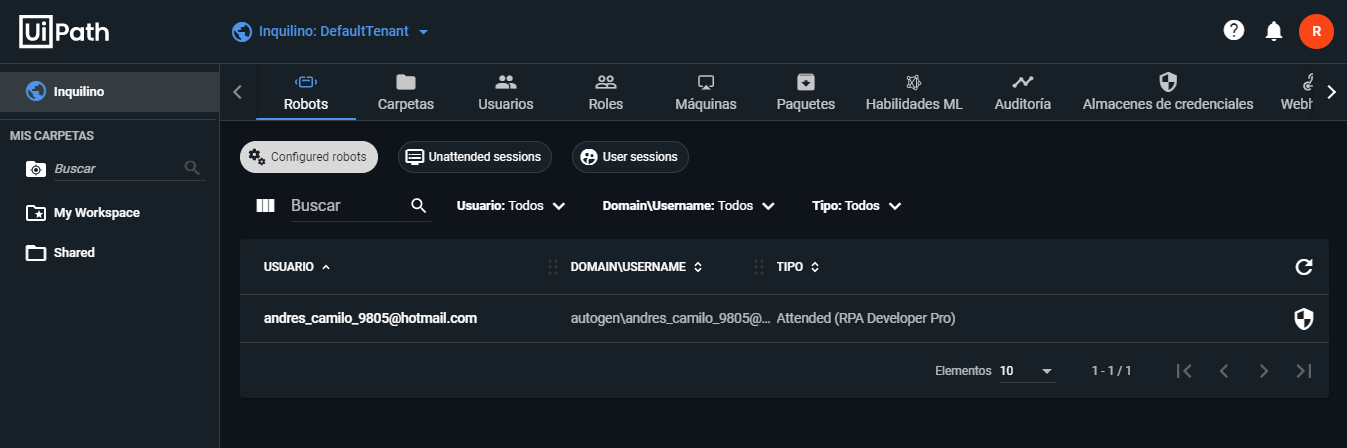 UiPath
Inquilino: DefaultTenant
R
Inquilino
Robots
Carpetas
Usuarios
Roles
Máquinas
Paquetes
Habilidades ML
Auditoría
Almacenes de credenciales
Webh
MIS CARPETAS
Buscar
My Workspace
Shared
Configured robots
Unattended sessions
User sessions
Buscar
Usuario: Todos
Domain\Username: Todos
Tipo: Todos
USUARIO
DOMAIN\USERNAME
TIPO
andres_camilo_9805@hotmail.com
autogen\andres_camilo_9805@...
Attended (RPA Developer Pro)
Elementos 10
1 - 1 / 1